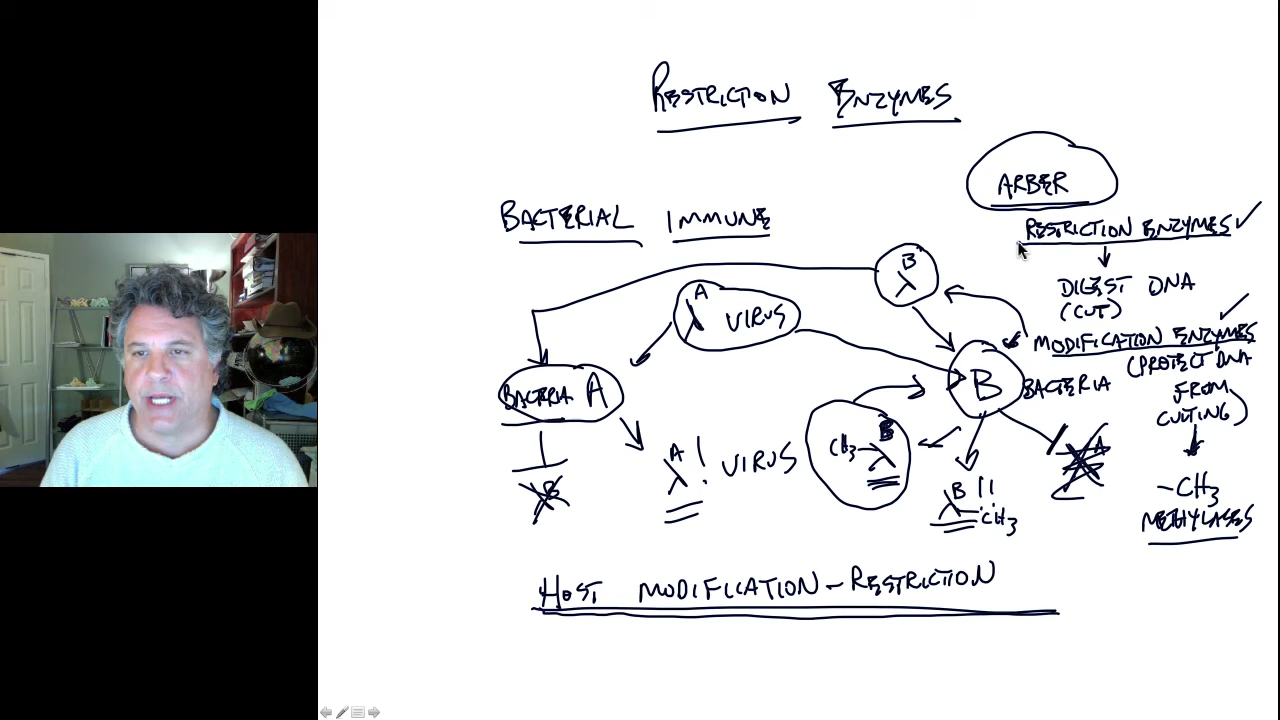 RESTRICTION ENZYMES
ARBER
BACTERIAL IMMUNE
RESTRICTION ENZYMES ✓
B
λ
A
λ VIRUS
DIGEST DNA
(CUT)
MODIFICATION ENZYMES ✓
(PROTECT DNA
FROM
CUTTING)
BACTERIA A
B
BACTERIA
A
λ ! VIRUS
CH3-λ B
B
λ !!
CH3
A
B
-CH3
METHYLASES
HOST MODIFICATION - RESTRICTION